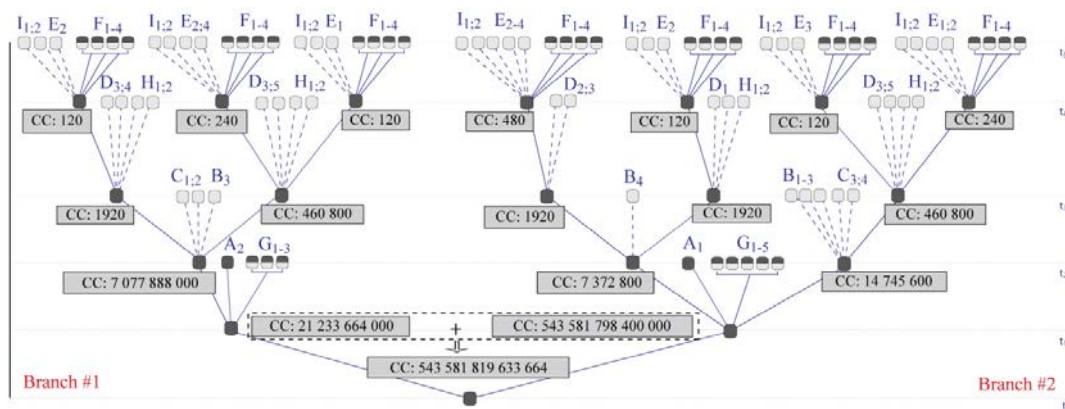 I₁;₂ E₂ F₁₋₄ I₁;₂ E₂;₄ F₁₋₄ I₁;₂ E₁ F₁₋₄ I₁;₂ E₂₋₄ F₁₋₄ I₁;₂ E₂ F₁₋₄ I₁;₂ E₃ F₁₋₄ I₁;₂ E₁;₂ F₁₋₄
D₃;₄ H₁;₂ D₃;₅ H₁;₂ D₂;₃ D₁ H₁;₂ D₃;₅ H₁;₂
CC: 120 CC: 240 CC: 120 CC: 480 CC: 120 CC: 120 CC: 240
C₁;₂ B₃ B₄ B₁₋₃ C₃;₄
CC: 1920 CC: 460 800 CC: 1920 CC: 1920 CC: 460 800
A₂ G₁₋₃ A₁ G₁₋₅
CC: 7 077 888 000 CC: 7 372 800 CC: 14 745 600
CC: 21 233 664 000 + CC: 543 581 798 400 000
CC: 543 581 819 633 664
Branch #1 Branch #2